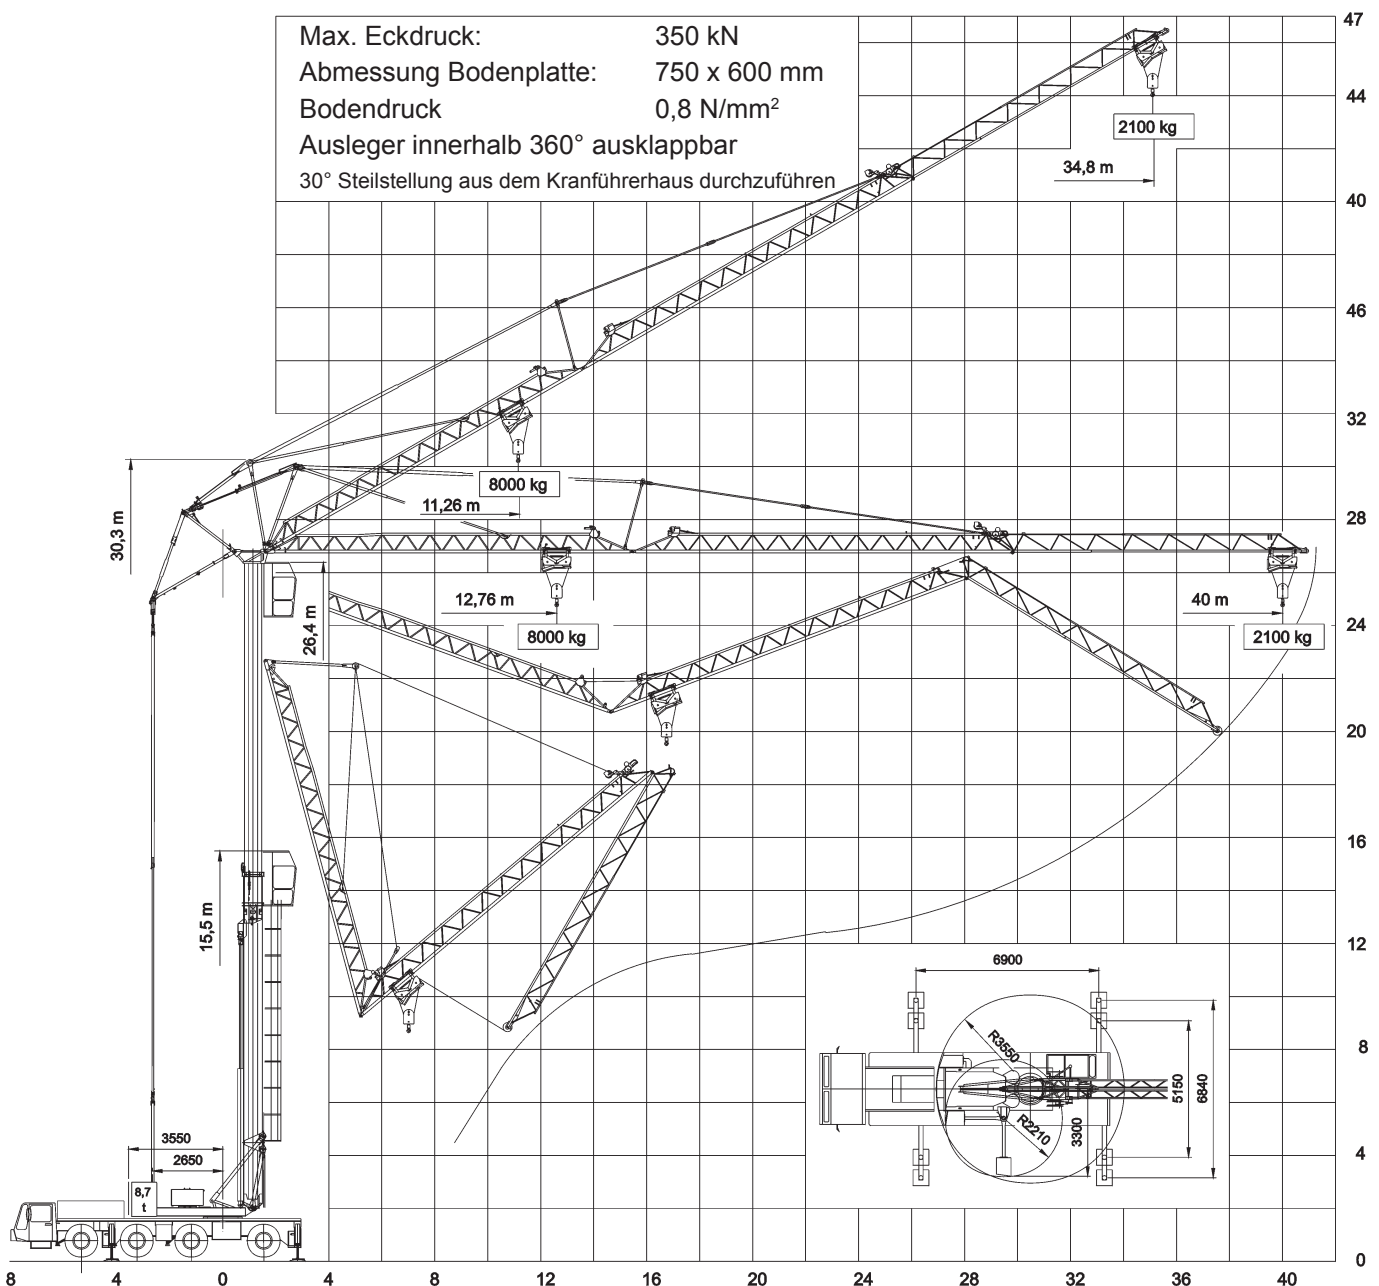 Max. Eckdruck: 350 kN
Abmessung Bodenplatte: 750 x 600 mm
Bodendruck 0,8 N/mm²
Ausleger innerhalb 360° ausklappbar
30° Steilstellung aus dem Kranführerhaus durchzuführen
47
44
2100 kg
34,8 m
40
46
32
8000 kg
11,26 m
30,3 m
28
12,76 m
8000 kg
40 m
2100 kg
26,4 m
24
20
16
15,5 m
12
6900
R3550
R2210
3300
5150
6840
8
3550
2650
8,7
t
4
0
8 4 0 4 8 12 16 20 24 28 32 36 40